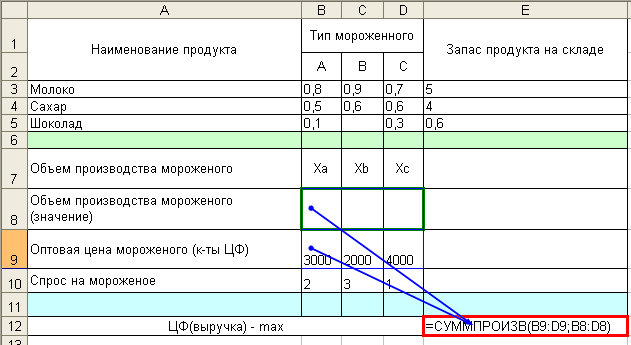 A B C D E
1 Наименование продукта Тип мороженного Запас продукта на складе
2 A B C
3 Молоко 0,8 0,9 0,7 5
4 Сахар 0,5 0,6 0,6 4
5 Шоколад 0,1 0,3 0,6
6
7 Объем производства мороженого Xa Xb Xc
8 Объем производства мороженого
(значение)
9 Оптовая цена мороженого (к-ты ЦФ) 3000 2000 4000
10 Спрос на мороженое 2 3 1
11
12 ЦФ(выручка) - max =СУММПРОИЗВ(B9:D9;B8:D8)
13